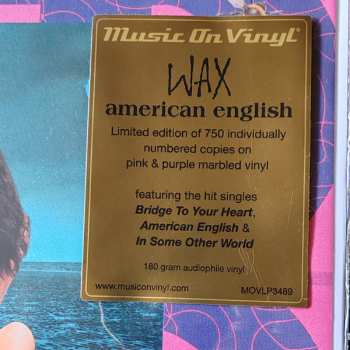 Music On Vinyl®
WAX
american english
Limited edition of 750 individually
numbered copies on
pink & purple marbled vinyl
featuring the hit singles
Bridge To Your Heart,
American English &
In Some Other World
180 gram audiophile vinyl
www.musiconvinyl.com MOVLP3489